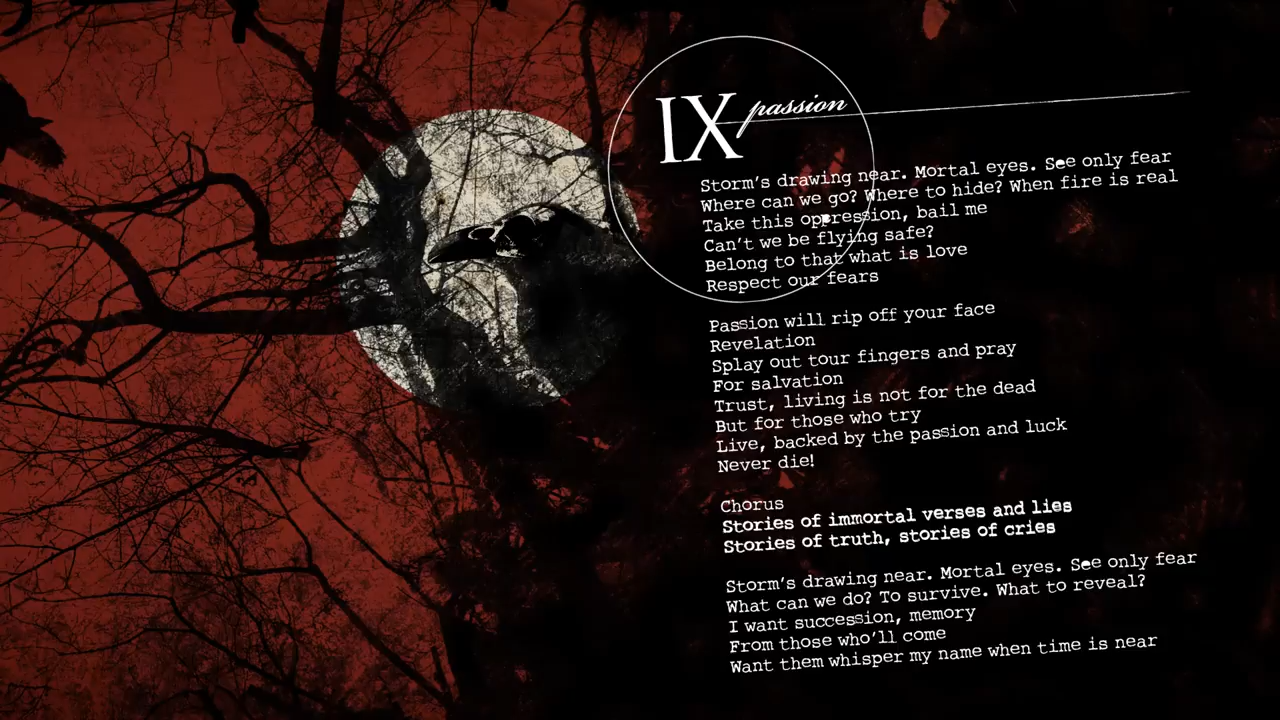 IX passion
Storm's drawing near. Mortal eyes. See only fear
Where can we go? Where to hide? When fire is real
Take this oppression, bail me
Can't we be flying safe?
Belong to that what is love
Respect our fears
Passion will rip off your face
Revelation
Splay out tour fingers and pray
For salvation
Trust, living is not for the dead
But for those who try
Live, backed by the passion and luck
Never die!
Chorus
Stories of immortal verses and lies
Stories of truth, stories of cries
Storm's drawing near. Mortal eyes. See only fear
What can we do? To survive. What to reveal?
I want succession, memory
From those who'll come
Want them whisper my name when time is near